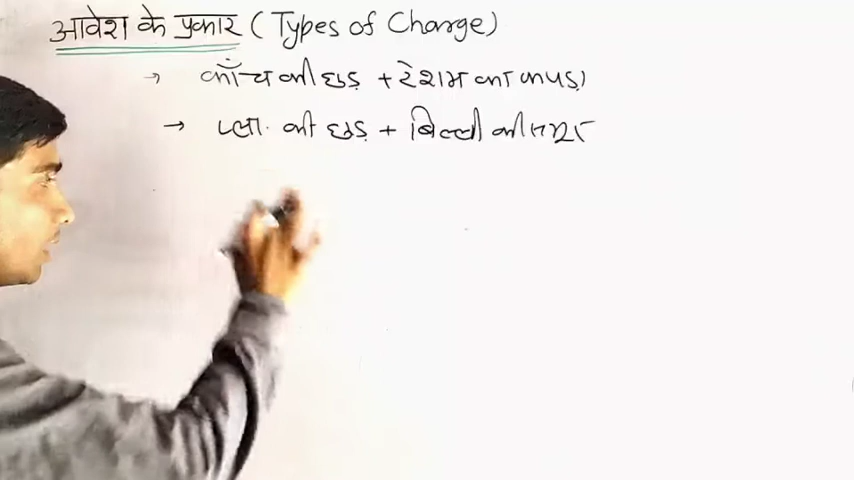 आवेश के प्रकार ( Types of Charge )
→ काँच की छड़ + रेशम का कपड़ा
→ प्ला. की छड़ + बिल्ली की